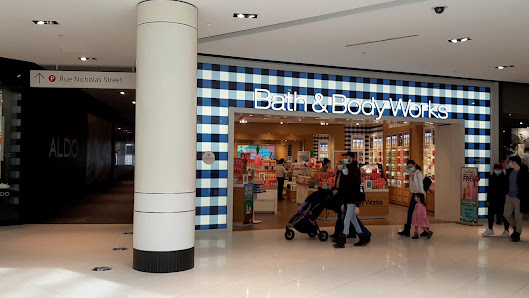 P Rue Nicholas Street
Bath & Body Works
ALDO